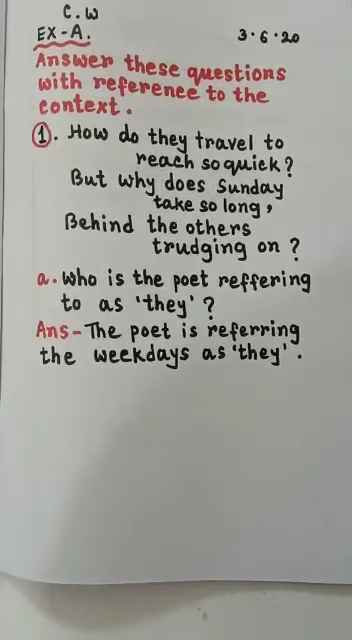 C.W
EX-A.
3.6.20
Answer these questions
with reference to the
context.
1. How do they travel to
reach so quick?
But why does Sunday
take so long,
Behind the others
trudging on?
a. Who is the poet reffering
to as 'they'?
Ans- The poet is referring
the weekdays as 'they'.